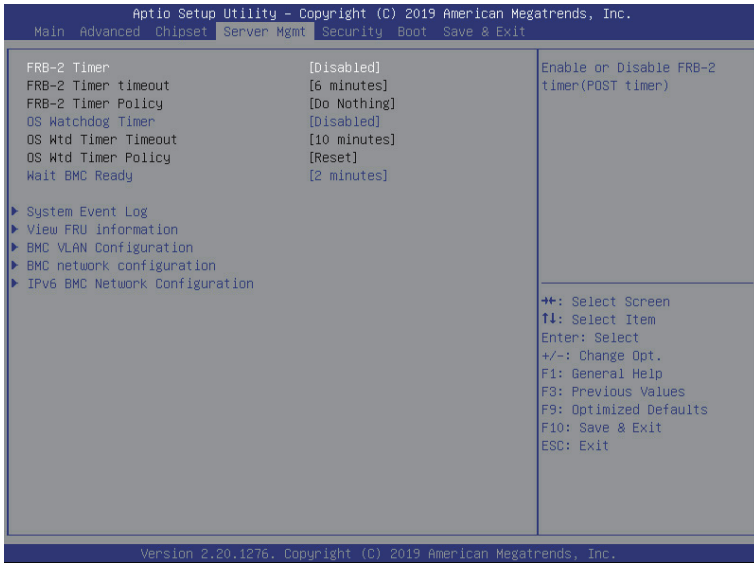 Aptio Setup Utility – Copyright (C) 2019 American Megatrends, Inc.
Main Advanced Chipset Server Mgmt Security Boot Save & Exit
FRB-2 Timer [Disabled]
FRB-2 Timer timeout [6 minutes]
FRB-2 Timer Policy [Do Nothing]
OS Watchdog Timer [Disabled]
OS Wtd Timer Timeout [10 minutes]
OS Wtd Timer Policy [Reset]
Wait BMC Ready [2 minutes]
System Event Log
View FRU information
BMC VLAN Configuration
BMC network configuration
IPv6 BMC Network Configuration
Enable or Disable FRB-2
timer(POST timer)
→←: Select Screen
↑↓: Select Item
Enter: Select
+/-: Change Opt.
F1: General Help
F3: Previous Values
F9: Optimized Defaults
F10: Save & Exit
ESC: Exit
Version 2.20.1276. Copyright (C) 2019 American Megatrends, Inc.